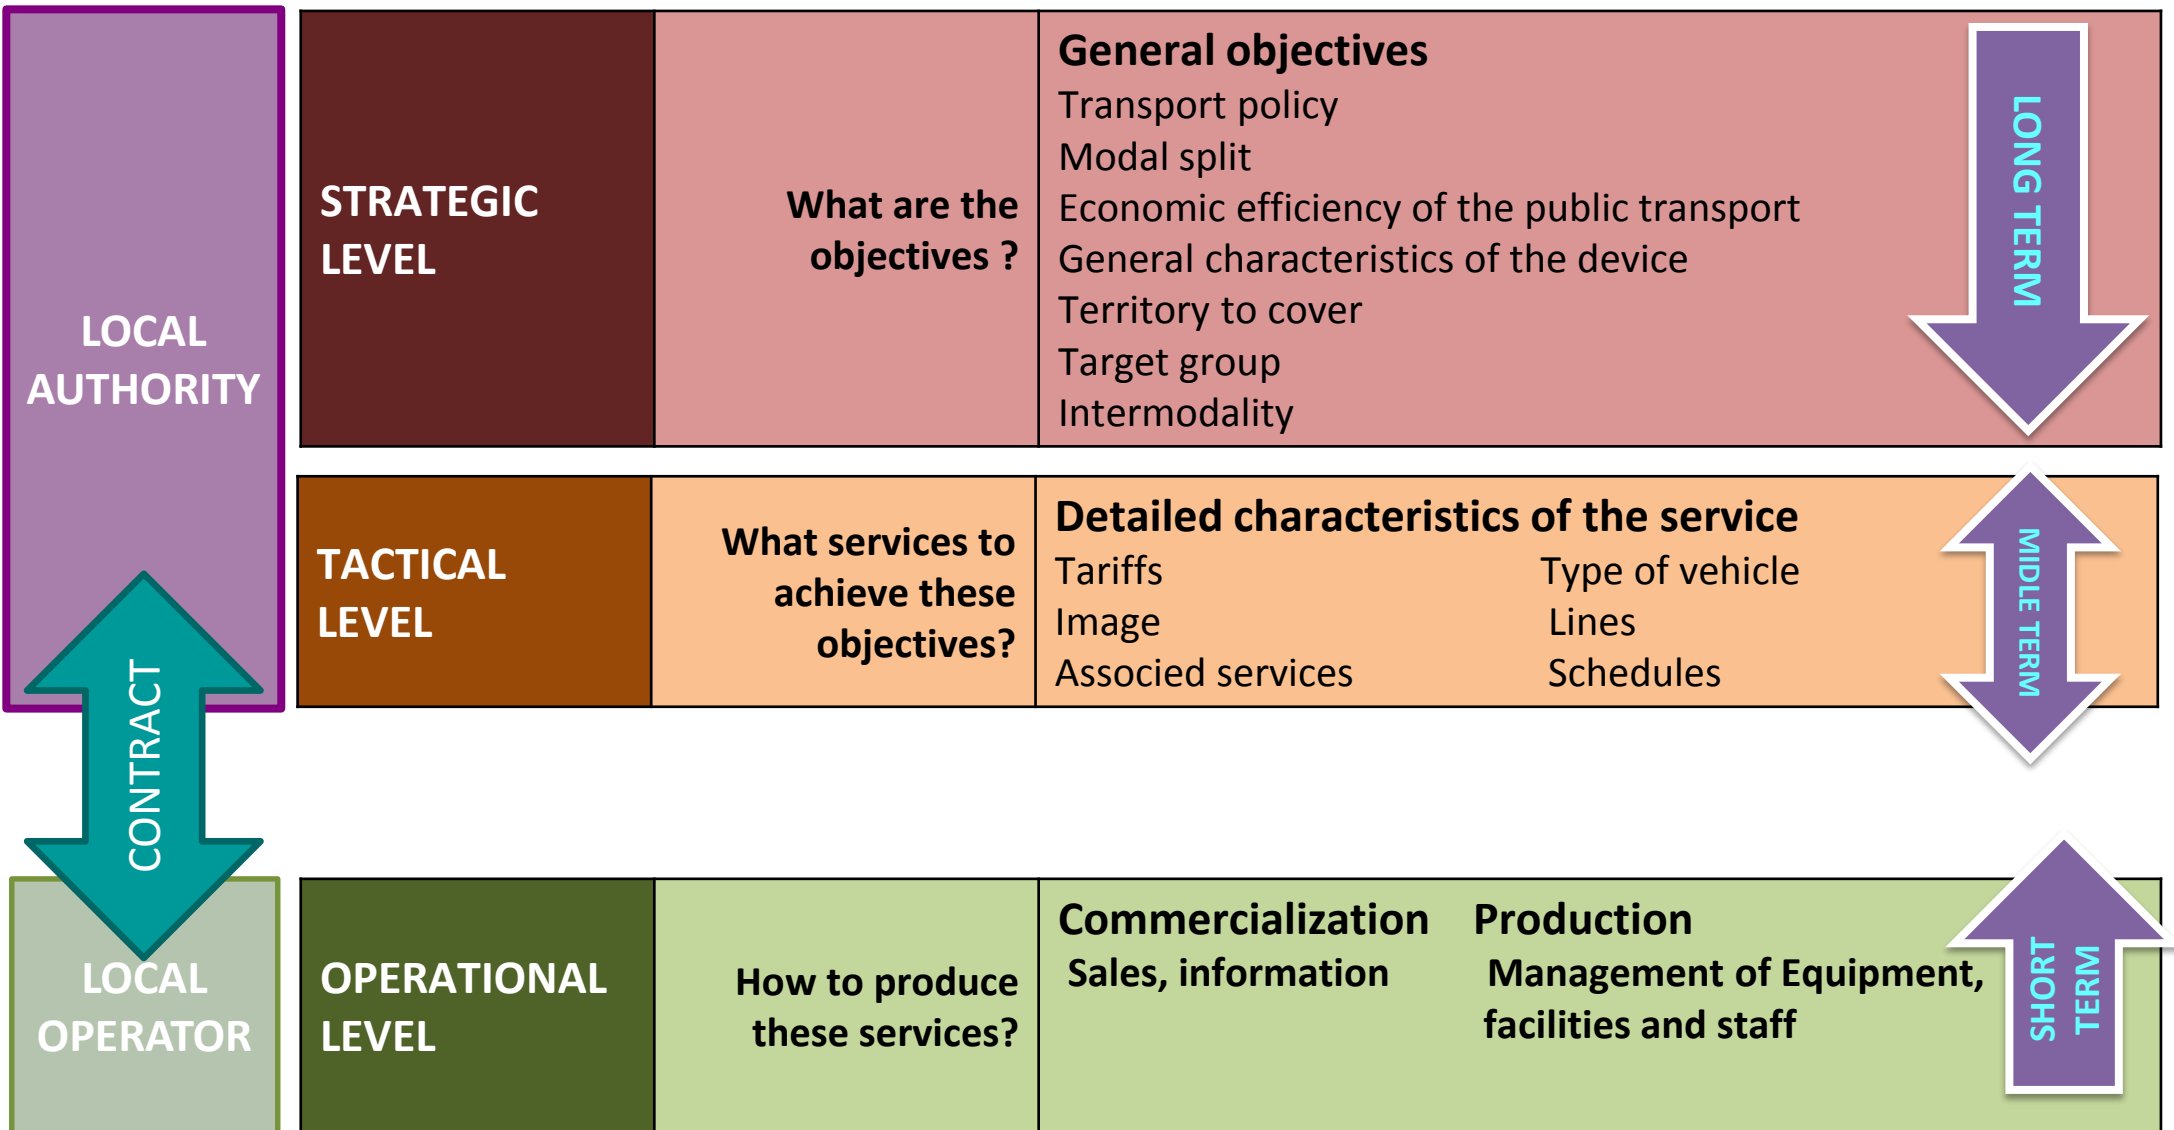 LOCAL
AUTHORITY
STRATEGIC
LEVEL
What are the
objectives ?
General objectives
Transport policy
Modal split
Economic efficiency of the public transport
General characteristics of the device
Territory to cover
Target group
Intermodality
LONG TERM
TACTICAL
LEVEL
What services to
achieve these
objectives?
Detailed characteristics of the service
Tariffs Type of vehicle
Image Lines
Associed services Schedules
MIDLE TERM
CONTRACT
LOCAL
OPERATOR
OPERATIONAL
LEVEL
How to produce
these services?
Commercialization Production
Sales, information Management of Equipment,
facilities and staff
SHORT
TERM